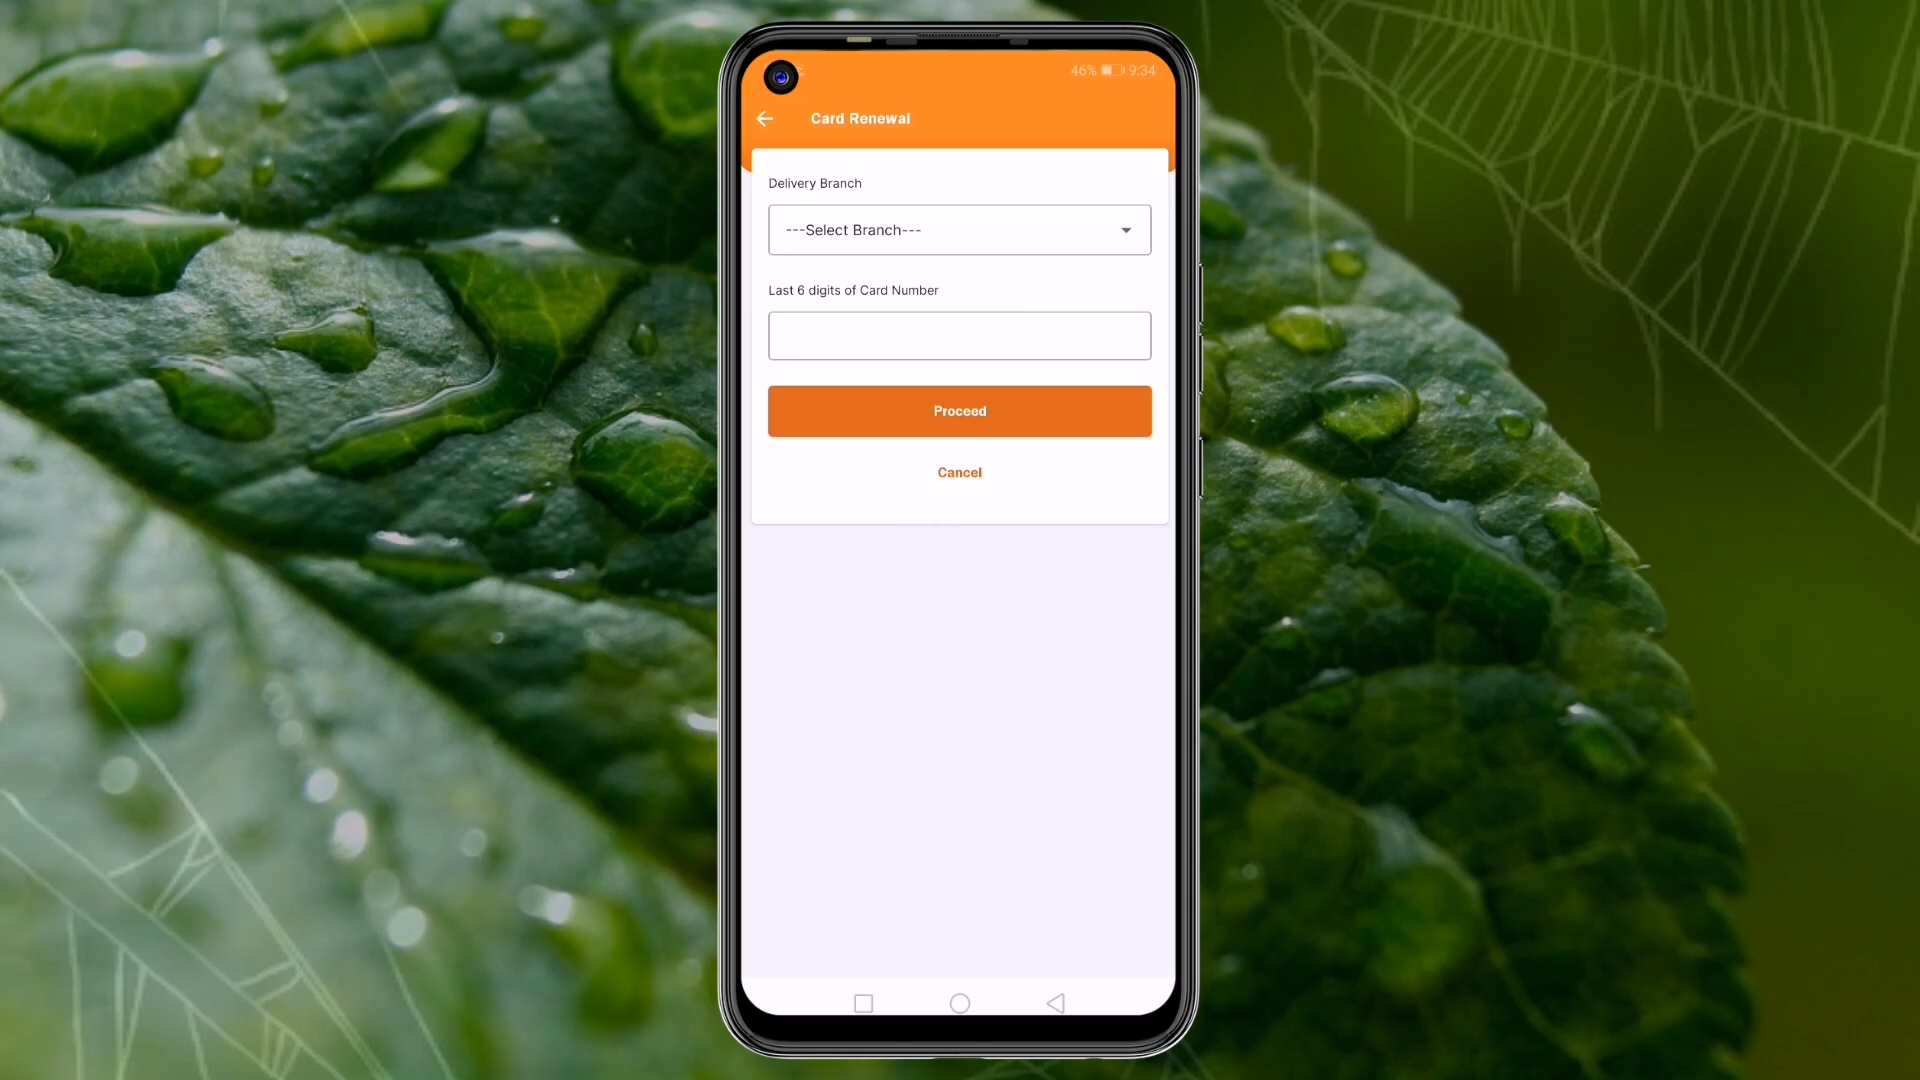 46% 9:34
Card Renewal
Delivery Branch
---Select Branch---
Last 6 digits of Card Number
Proceed
Cancel